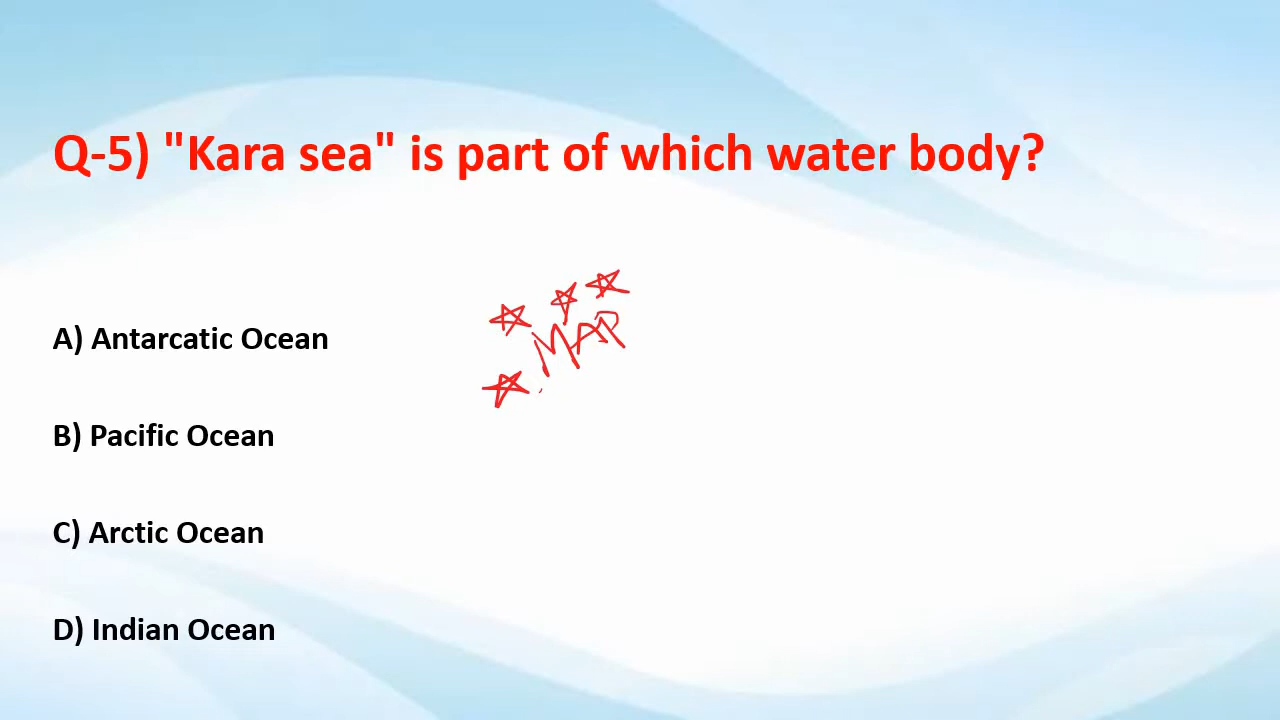 Q-5) "Kara sea" is part of which water body?
A) Antarcatic Ocean
MAP
B) Pacific Ocean
C) Arctic Ocean
D) Indian Ocean